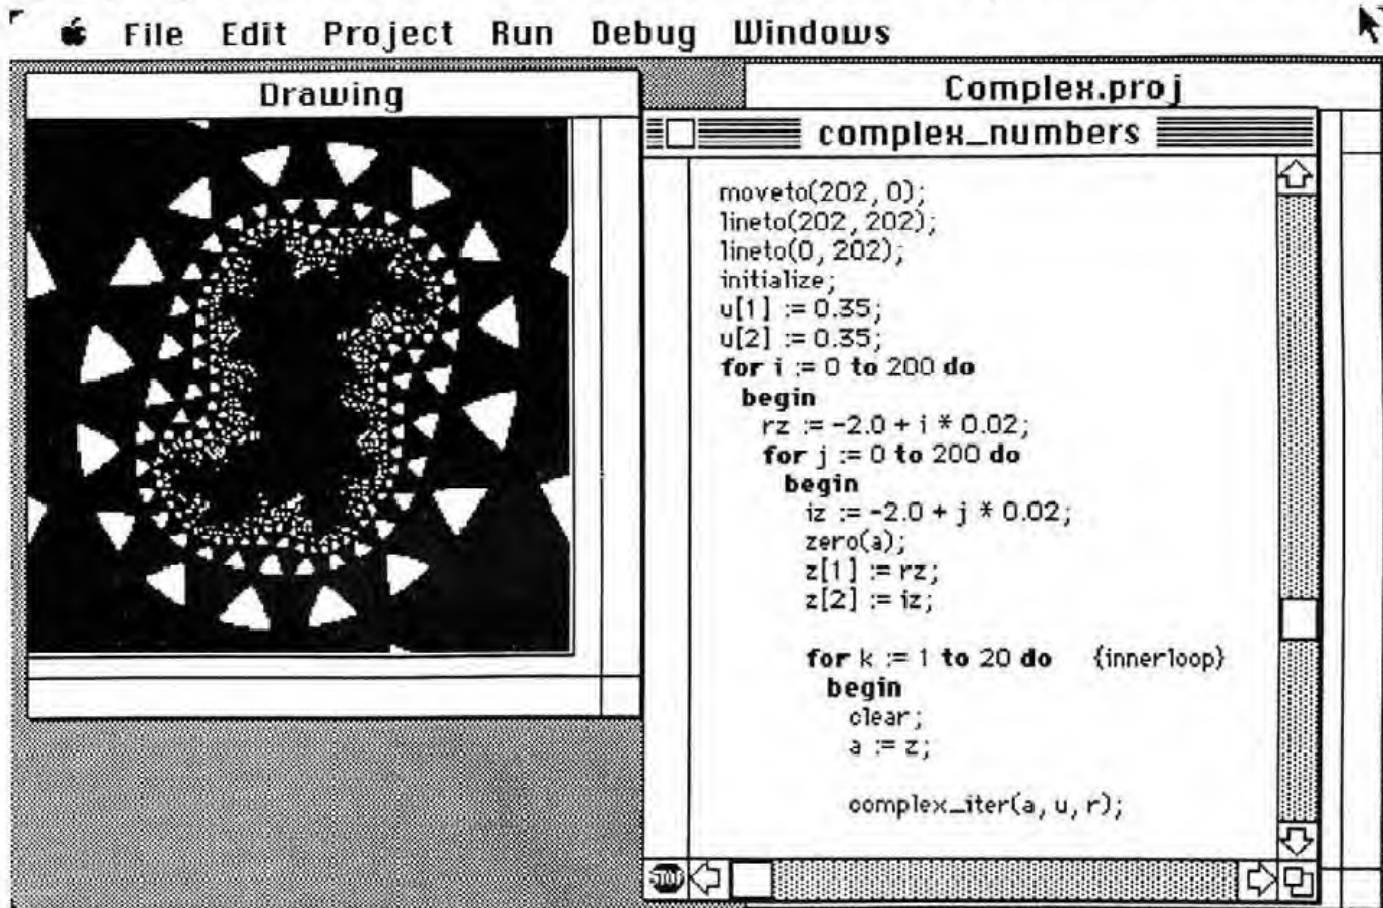 File Edit Project Run Debug Windows
Drawing
Complex.proj
complex_numbers
moveto(202, 0);
lineto(202, 202);
lineto(0, 202);
initialize;
u[1] := 0.35;
u[2] := 0.35;
for i := 0 to 200 do
begin
rz := -2.0 + i * 0.02;
for j := 0 to 200 do
begin
iz := -2.0 + j * 0.02;
zero(a);
z[1] := rz;
z[2] := iz;
for k := 1 to 20 do {innerloop}
begin
clear;
a := z;
complex_iter(a, u, r);